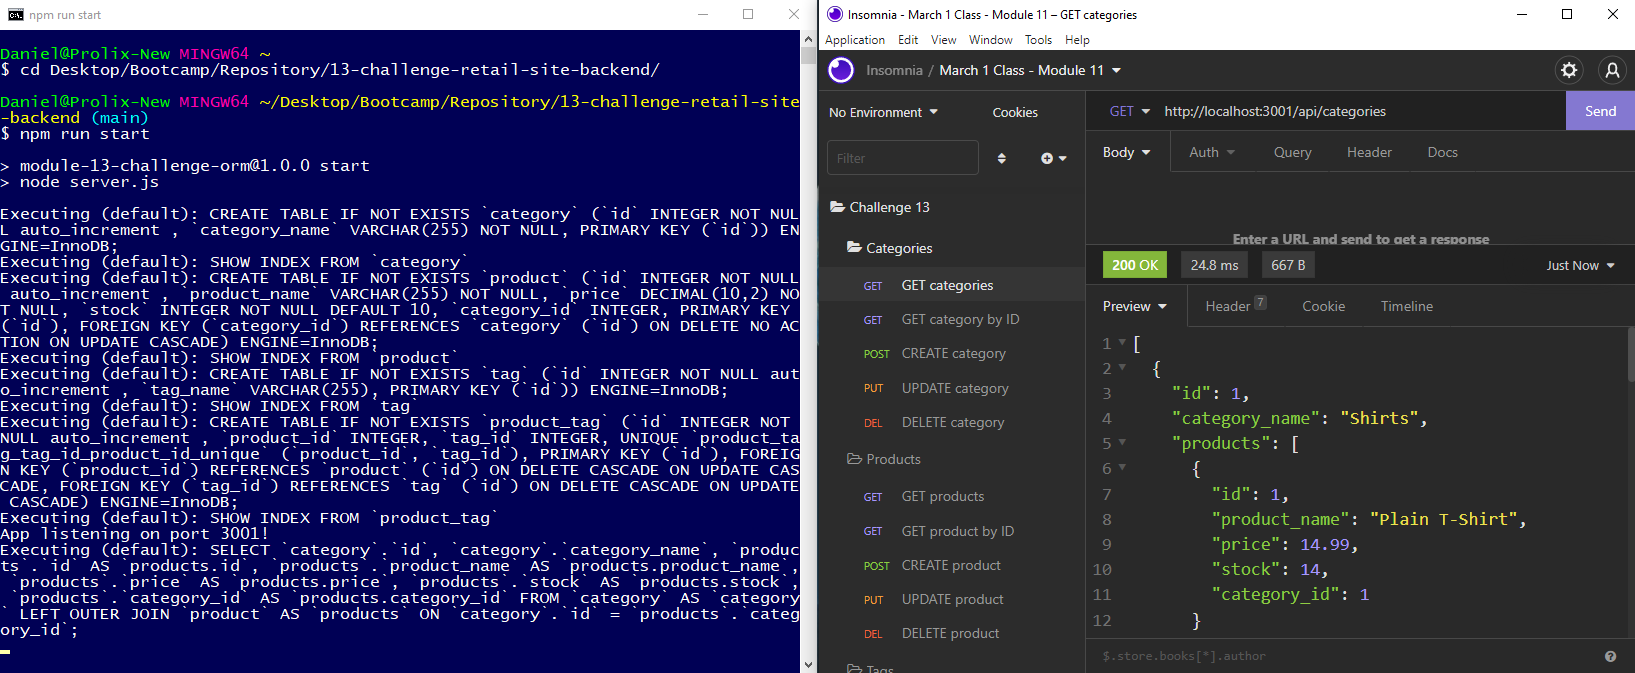 npm run start
Daniel@Prolix-New MINGW64 ~
$ cd Desktop/Bootcamp/Repository/13-challenge-retail-site-backend/
Daniel@Prolix-New MINGW64 ~/Desktop/Bootcamp/Repository/13-challenge-retail-site
-backend (main)
$ npm run start
> module-13-challenge-orm@1.0.0 start
> node server.js
Executing (default): CREATE TABLE IF NOT EXISTS `category` (`id` INTEGER NOT NUL
L auto_increment , `category_name` VARCHAR(255) NOT NULL, PRIMARY KEY (`id`)) EN
GINE=InnoDB;
Executing (default): SHOW INDEX FROM `category`
Executing (default): CREATE TABLE IF NOT EXISTS `product` (`id` INTEGER NOT NULL
 auto_increment , `product_name` VARCHAR(255) NOT NULL, `price` DECIMAL(10,2) NO
T NULL, `stock` INTEGER NOT NULL DEFAULT 10, `category_id` INTEGER, PRIMARY KEY
(`id`), FOREIGN KEY (`category_id`) REFERENCES `category` (`id`) ON DELETE NO AC
TION ON UPDATE CASCADE) ENGINE=InnoDB;
Executing (default): SHOW INDEX FROM `product`
Executing (default): CREATE TABLE IF NOT EXISTS `tag` (`id` INTEGER NOT NULL aut
o_increment , `tag_name` VARCHAR(255), PRIMARY KEY (`id`)) ENGINE=InnoDB;
Executing (default): SHOW INDEX FROM `tag`
Executing (default): CREATE TABLE IF NOT EXISTS `product_tag` (`id` INTEGER NOT
NULL auto_increment , `product_id` INTEGER, `tag_id` INTEGER, UNIQUE `product_ta
g_tag_id_product_id_unique` (`product_id`, `tag_id`), PRIMARY KEY (`id`), FOREIG
N KEY (`product_id`) REFERENCES `product` (`id`) ON DELETE CASCADE ON UPDATE CAS
CADE, FOREIGN KEY (`tag_id`) REFERENCES `tag` (`id`) ON DELETE CASCADE ON UPDATE
 CASCADE) ENGINE=InnoDB;
Executing (default): SHOW INDEX FROM `product_tag`
App listening on port 3001!
Executing (default): SELECT `category`.`id`, `category`.`category_name`, `produc
ts`.`id` AS `products.id`, `products`.`product_name` AS `products.product_name`,
 `products`.`price` AS `products.price`, `products`.`stock` AS `products.stock`,
 `products`.`category_id` AS `products.category_id` FROM `category` AS `category
` LEFT OUTER JOIN `product` AS `products` ON `category`.`id` = `products`.`categ
ory_id`;
Insomnia - March 1 Class - Module 11 – GET categories
Application Edit View Window Tools Help
Insomnia / March 1 Class - Module 11
No Environment Cookies
Filter
Challenge 13
Categories
GET GET categories
GET GET category by ID
POST CREATE category
PUT UPDATE category
DEL DELETE category
Products
GET GET products
GET GET product by ID
POST CREATE product
PUT UPDATE product
DEL DELETE product
Tags
GET http://localhost:3001/api/categories Send
Body Auth Query Header Docs
Enter a URL and send to get a response
200 OK 24.8 ms 667 B Just Now
Preview Header 7 Cookie Timeline
1 [
2 {
3 "id": 1,
4 "category_name": "Shirts",
5 "products": [
6 {
7 "id": 1,
8 "product_name": "Plain T-Shirt",
9 "price": 14.99,
10 "stock": 14,
11 "category_id": 1
12 }
$.store.books[*].author